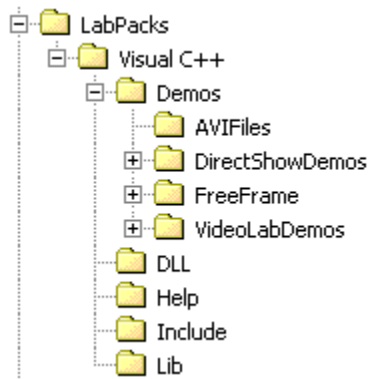 LabPacks
Visual C++
Demos
AVIFiles
DirectShowDemos
FreeFrame
VideoLabDemos
DLL
Help
Include
Lib